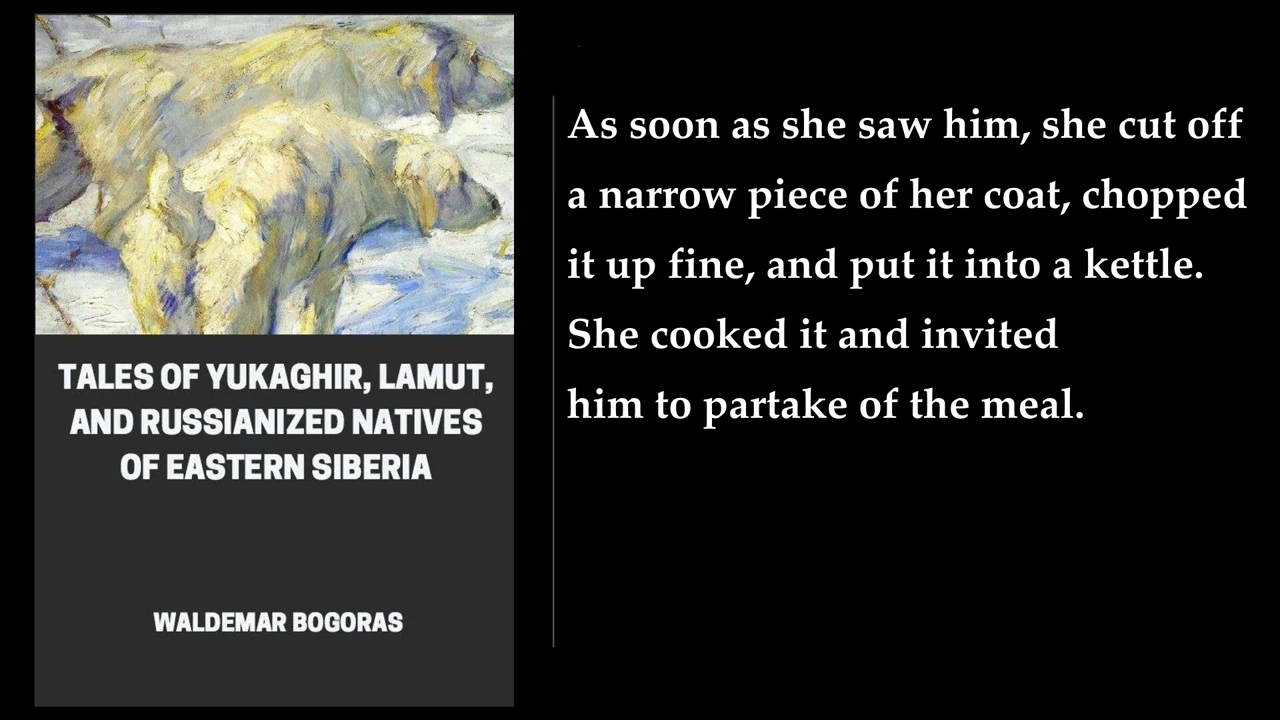 TALES OF YUKAGHIR, LAMUT,
AND RUSSIANIZED NATIVES
OF EASTERN SIBERIA
WALDEMAR BOGORAS
As soon as she saw him, she cut off
a narrow piece of her coat, chopped
it up fine, and put it into a kettle.
She cooked it and invited
him to partake of the meal.